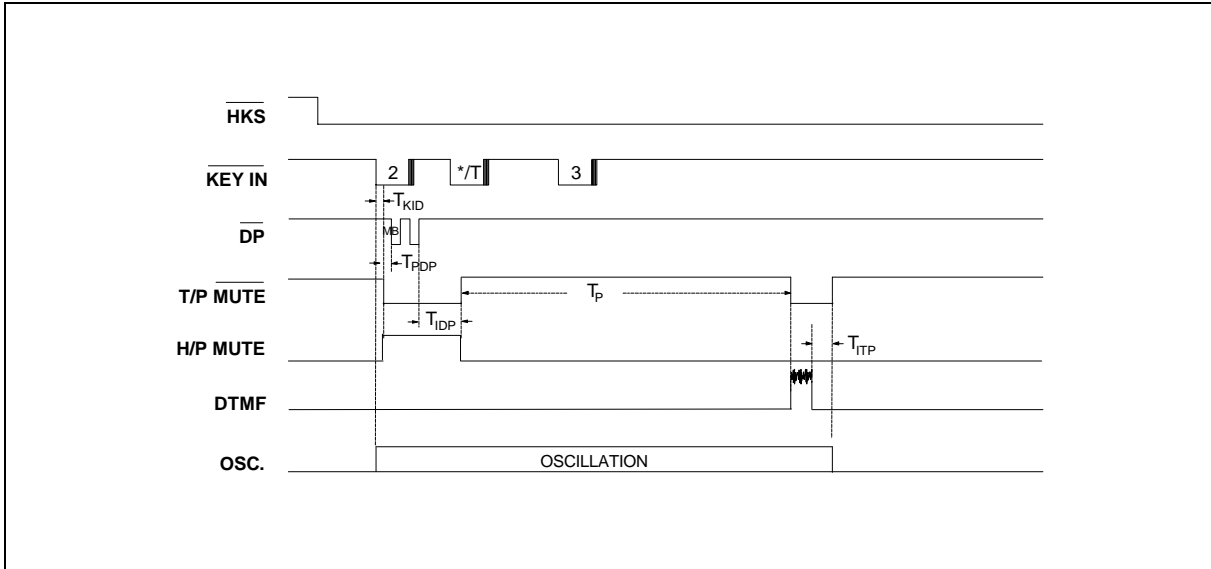 HKS
KEY IN
2
*/T
3
TKID
DP
MB
TPDP
T/P MUTE
TP
TIDP
H/P MUTE
TITP
DTMF
OSC.
OSCILLATION